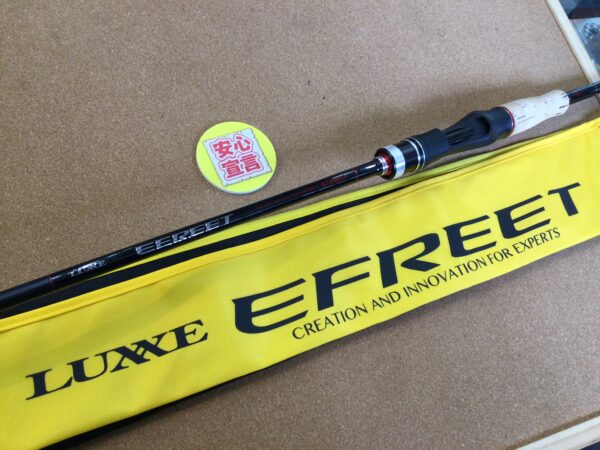 安心
宣言
EFREET
LUXXE EFREET
CREATION AND INNOVATION FOR EXPERTS